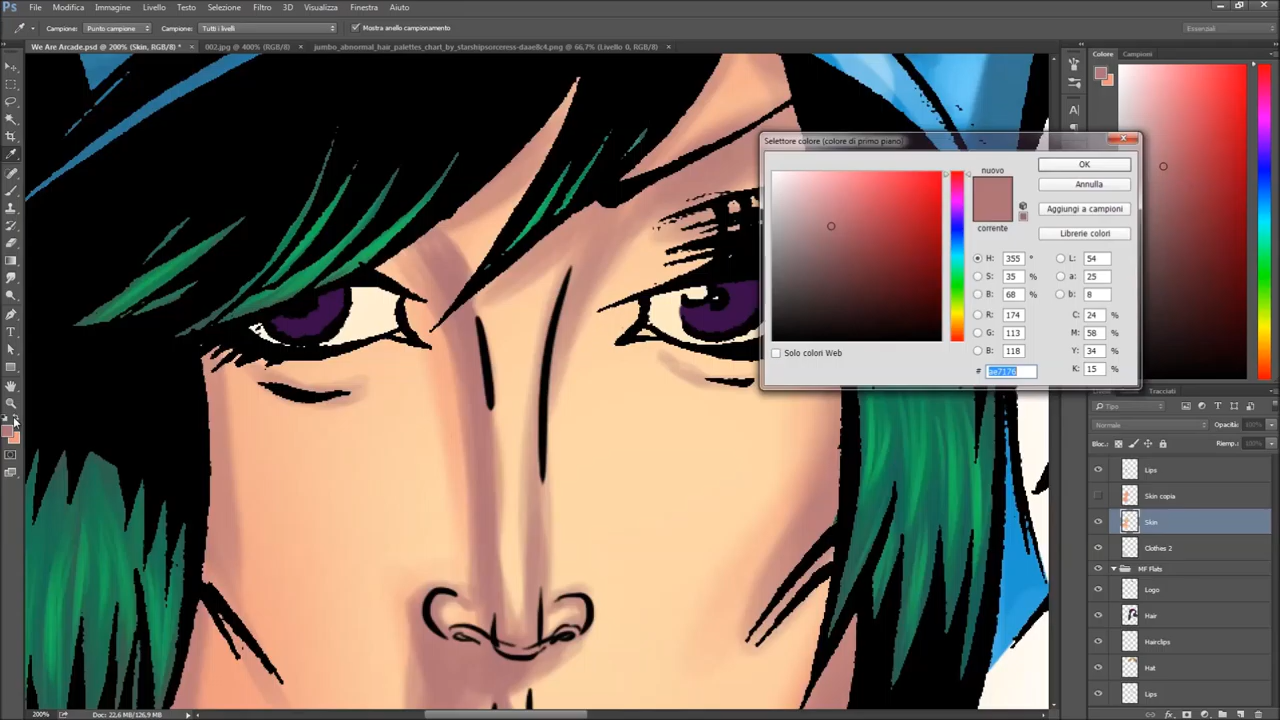 Ps File Modifica Immagine Livello Testo Selezione Filtro 3D Visualizza Finestra Aiuto
Campione: Punto campione Campione: Tutti i livelli Mostra anello campionamento Essenziali
We Are Arcade.psd @ 200% (Skin, RGB/8) * × 002.jpg @ 400% (RGB/8) × jumbo_abnormal_hair_palettes_chart_by_starshipsorceress-daae8c4.png @ 66,7% (Livello 0, RGB/8) ×
Colore Campioni
Selettore colore (colore di primo piano)
nuovo
corrente
OK
Annulla
Aggiungi a campioni
Librerie colori
H: 355 ° L: 54
S: 35 % a: 25
B: 68 % b: 8
R: 174 C: 24 %
G: 113 M: 58 %
B: 118 Y: 34 %
# ae7176 K: 15 %
Solo colori Web
Tracciati
Tipo
Normale Opacità: 100%
Bloc.: Riemp.: 100%
Lips
Skin copia
Skin
Clothes 2
MF Flats
Logo
Hair
Hairclips
Hat
Lips
200% Doc: 22,6 MB/126,9 MB